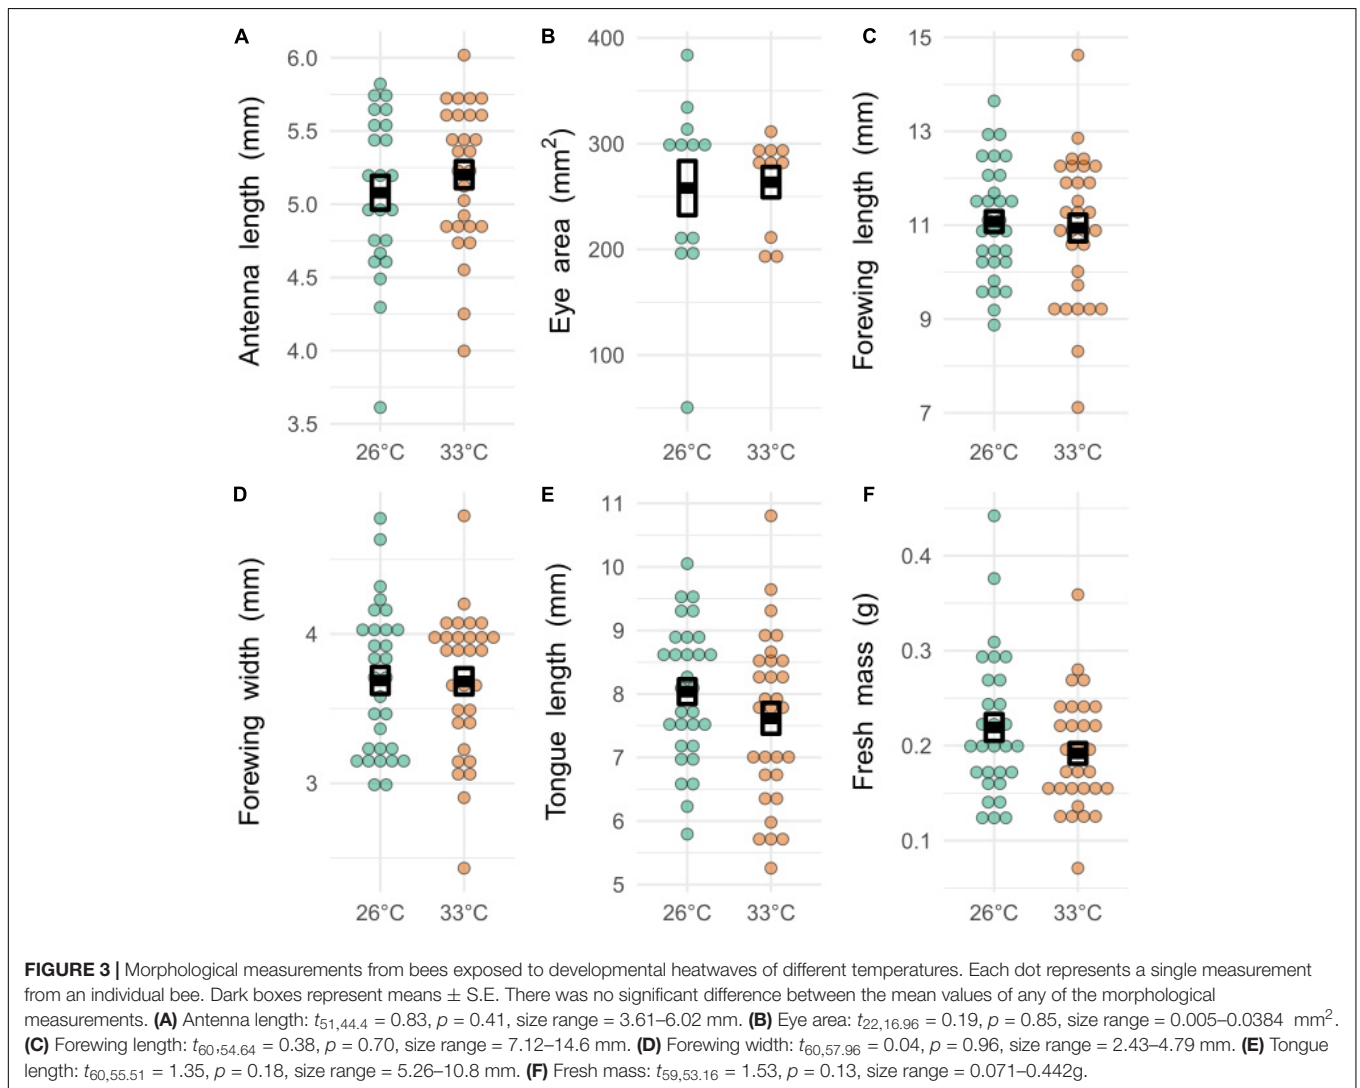 A
Antenna length (mm)
6.0
5.5
5.0
4.5
4.0
3.5
26°C 33°C
B
Eye area (mm²)
400
300
200
100
26°C 33°C
C
Forewing length (mm)
15
13
11
9
7
26°C 33°C
D
Forewing width (mm)
4
3
26°C 33°C
E
Tongue length (mm)
11
10
9
8
7
6
5
26°C 33°C
F
Fresh mass (g)
0.4
0.3
0.2
0.1
26°C 33°C
FIGURE 3 | Morphological measurements from bees exposed to developmental heatwaves of different temperatures. Each dot represents a single measurement
from an individual bee. Dark boxes represent means ± S.E. There was no significant difference between the mean values of any of the morphological
measurements. (A) Antenna length: t51,44.4 = 0.83, p = 0.41, size range = 3.61–6.02 mm. (B) Eye area: t22,16.96 = 0.19, p = 0.85, size range = 0.005–0.0384 mm².
(C) Forewing length: t60,54.64 = 0.38, p = 0.70, size range = 7.12–14.6 mm. (D) Forewing width: t60,57.96 = 0.04, p = 0.96, size range = 2.43–4.79 mm. (E) Tongue
length: t60,55.51 = 1.35, p = 0.18, size range = 5.26–10.8 mm. (F) Fresh mass: t59,53.16 = 1.53, p = 0.13, size range = 0.071–0.442g.